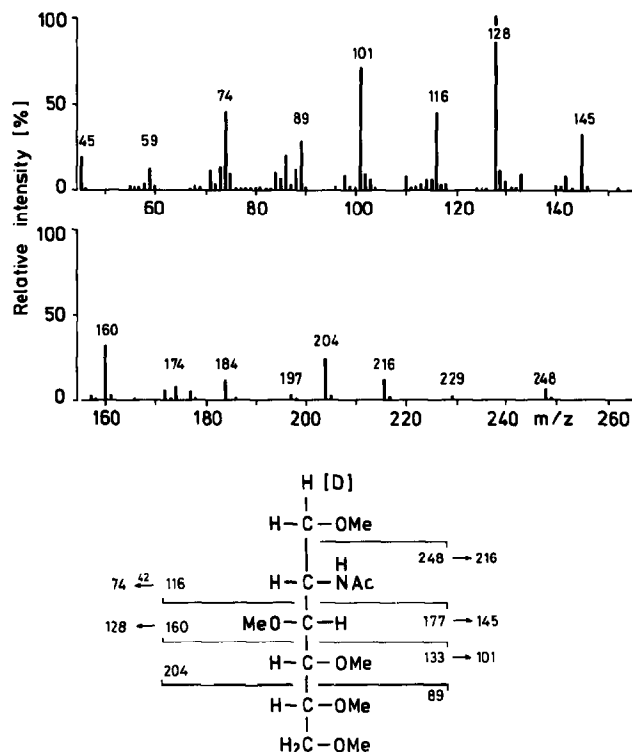 Relative intensity [%]
100
50
0
45
59
74
89
101
116
128
145
60
80
100
120
140
100
50
0
160
174
184
197
204
216
229
248
160
180
200
220
240
m/z
260
H [D]
H-C-OMe
248 → 216
H
74 ←42 116
H-C-NAc
128 ← 160
MeO-C-H
177 → 145
133 → 101
204
H-C-OMe
89
H-C-OMe
H₂C-OMe